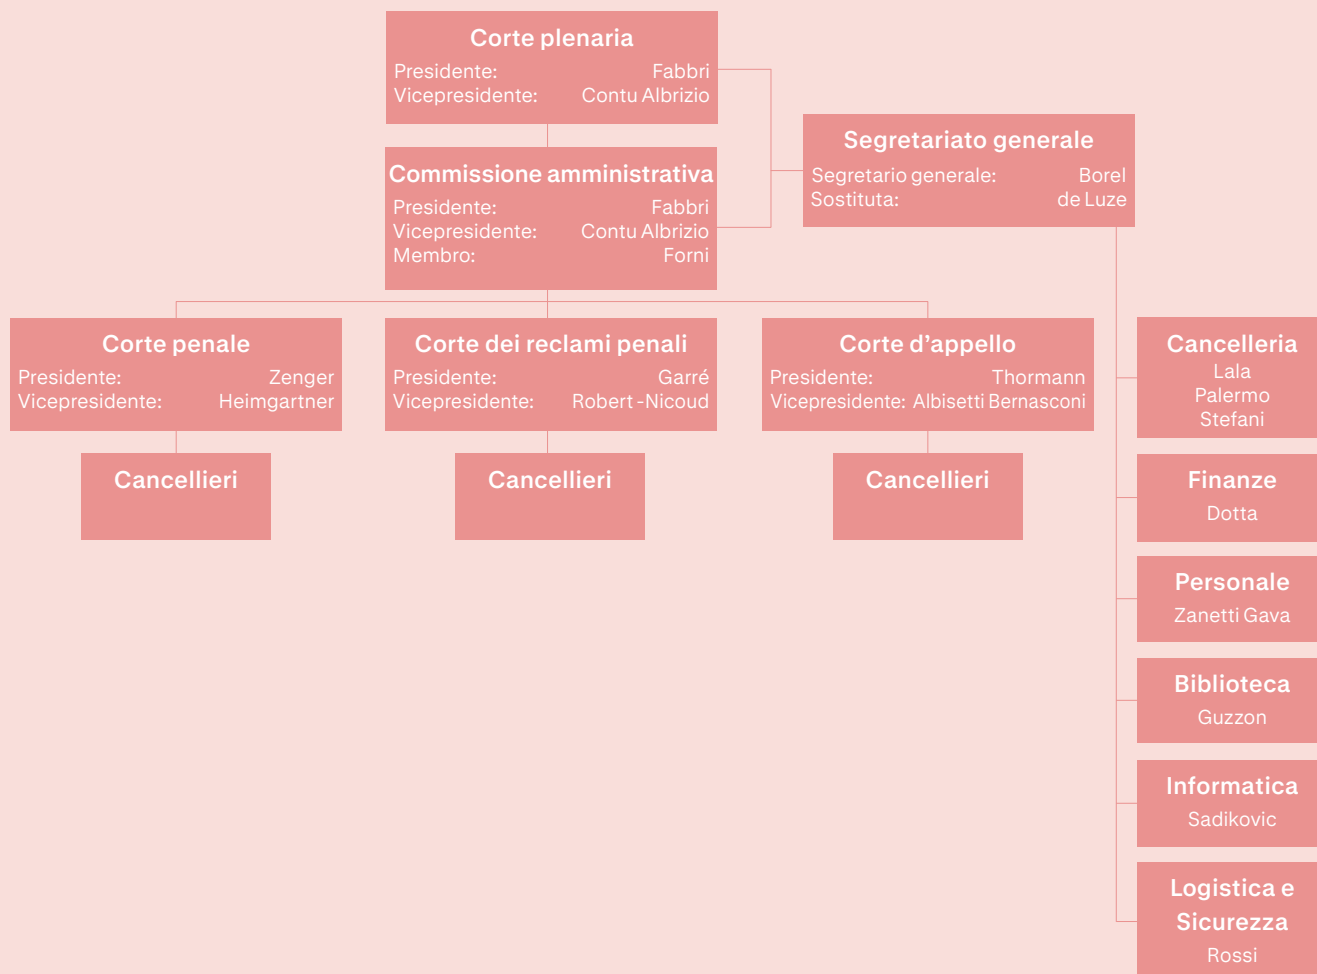 Corte plenaria
Presidente: Fabbri
Vicepresidente: Contu Albrizio
Segretariato generale
Segretario generale: Borel
Sostituta: de Luze
Commissione amministrativa
Presidente: Fabbri
Vicepresidente: Contu Albrizio
Membro: Forni
Corte penale
Presidente: Zenger
Vicepresidente: Heimgartner
Corte dei reclami penali
Presidente: Garré
Vicepresidente: Robert-Nicoud
Corte d'appello
Presidente: Thormann
Vicepresidente: Albisetti Bernasconi
Cancellieri
Cancellieri
Cancellieri
Cancelleria
Lala
Palermo
Stefani
Finanze
Dotta
Personale
Zanetti Gava
Biblioteca
Guzzon
Informatica
Sadikovic
Logistica e
Sicurezza
Rossi